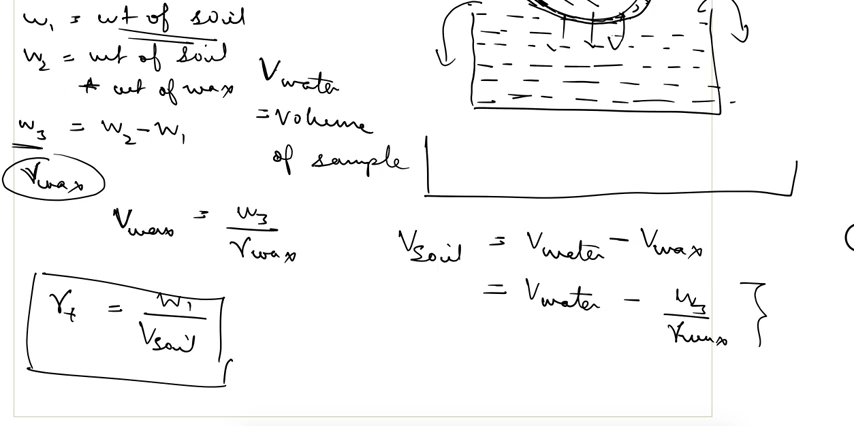 w₁ = wt of soil
w₂ = wt of soil
+ wt of wax
w₃ = w₂ - w₁
γwax
Vwax = w₃/γwax
γt = w₁/Vsoil
Vwater
= volume
of sample
Vsoil = Vwater - Vwax
= Vwater - w₃/γwax